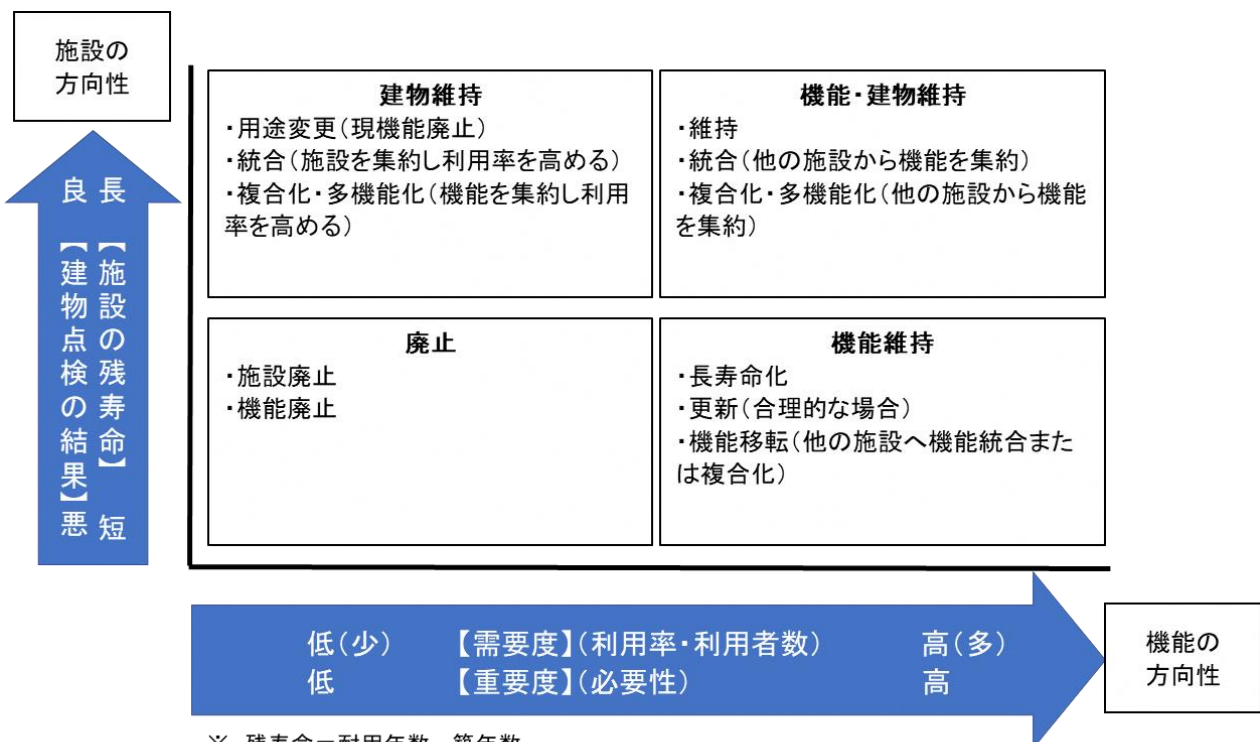 施設の
方向性
建物維持
・用途変更(現機能廃止)
・統合(施設を集約し利用率を高める)
・複合化・多機能化(機能を集約し利用
率を高める)
機能・建物維持
・維持
・統合(他の施設から機能を集約)
・複合化・多機能化(他の施設から機能
を集約)
長 【施設の残寿命】 短
良 【建物点検の結果】 悪
廃止
・施設廃止
・機能廃止
機能維持
・長寿命化
・更新(合理的な場合)
・機能移転(他の施設へ機能統合また
は複合化)
低(少) 【需要度】(利用率・利用者数) 高(多)
低 【重要度】(必要性) 高
機能の
方向性